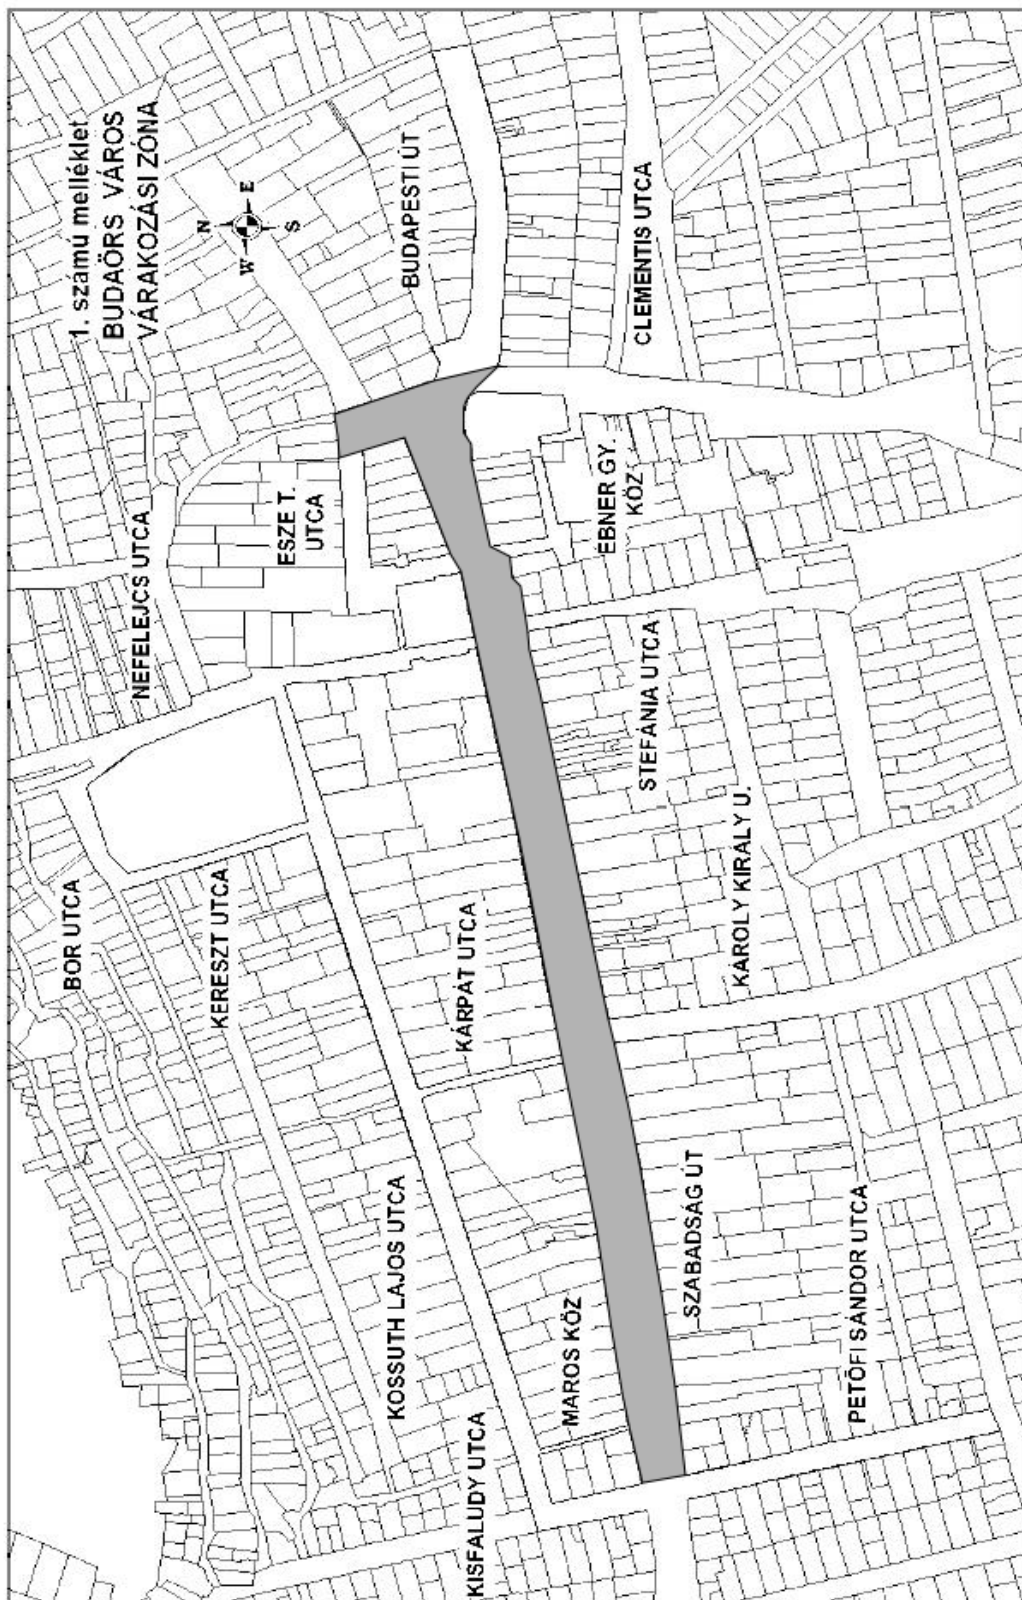 1. számú melléklet
BUDAÖRS VÁROS
VÁRAKOZÁSI ZÓNA
N
W
E
S
BUDAPESTI ÚT
CLEMENTIS UTCA
NEFELEJCS UTCA
ESZE T.
UTCA
ÉBNER GY.
KÖZ
STEFÁNIA UTCA
BOR UTCA
KERESZT UTCA
KÁRPÁT UTCA
KÁROLY KIRÁLY U.
KOSSUTH LAJOS UTCA
MAROS KÖZ
SZABADSÁG ÚT
PETŐFI SÁNDOR UTCA
KISFALUDY UTCA